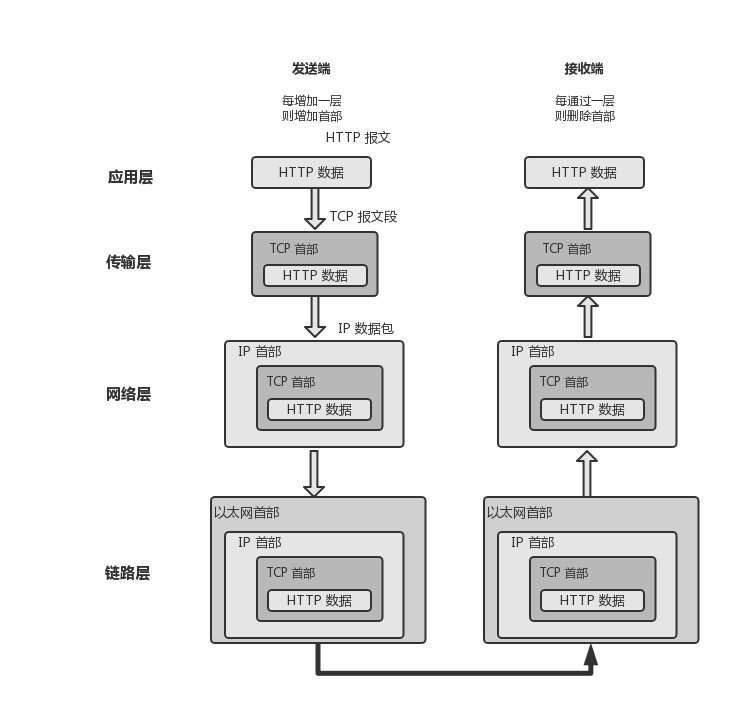 发送端
接收端
每增加一层
则增加首部
每通过一层
则删除首部
HTTP 报文
应用层
HTTP 数据
HTTP 数据
TCP 报文段
传输层
TCP 首部
HTTP 数据
TCP 首部
HTTP 数据
IP 数据包
网络层
IP 首部
TCP 首部
HTTP 数据
IP 首部
TCP 首部
HTTP 数据
链路层
以太网首部
IP 首部
TCP 首部
HTTP 数据
以太网首部
IP 首部
TCP 首部
HTTP 数据